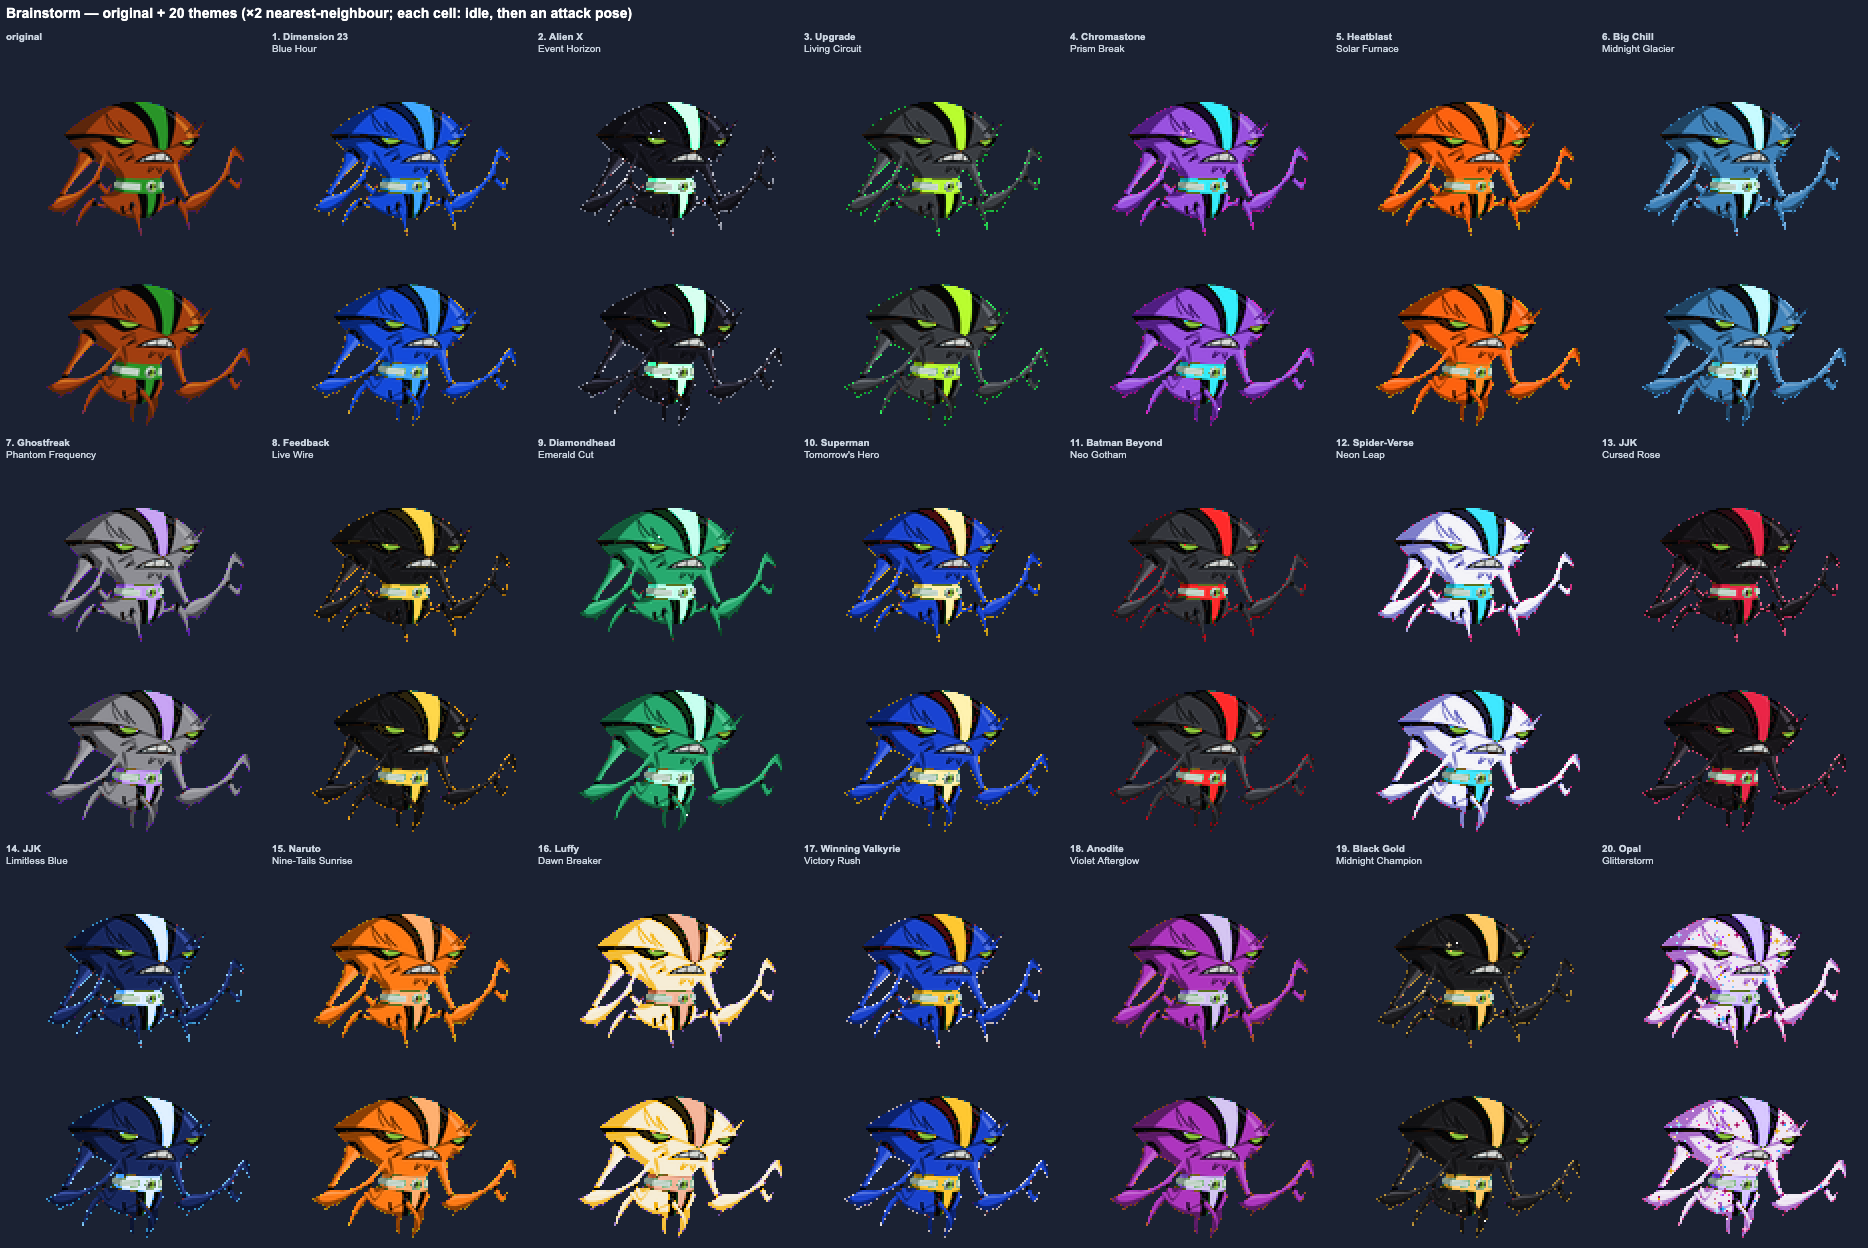 Brainstorm — original + 20 themes (×2 nearest-neighbour; each cell: idle, then an attack pose)
original
1. Dimension 23
Blue Hour
2. Alien X
Event Horizon
3. Upgrade
Living Circuit
4. Chromastone
Prism Break
5. Heatblast
Solar Furnace
6. Big Chill
Midnight Glacier
7. Ghostfreak
Phantom Frequency
8. Feedback
Live Wire
9. Diamondhead
Emerald Cut
10. Superman
Tomorrow's Hero
11. Batman Beyond
Neo Gotham
12. Spider-Verse
Neon Leap
13. JJK
Cursed Rose
14. JJK
Limitless Blue
15. Naruto
Nine-Tails Sunrise
16. Luffy
Dawn Breaker
17. Winning Valkyrie
Victory Rush
18. Anodite
Violet Afterglow
19. Black Gold
Midnight Champion
20. Opal
Glitterstorm